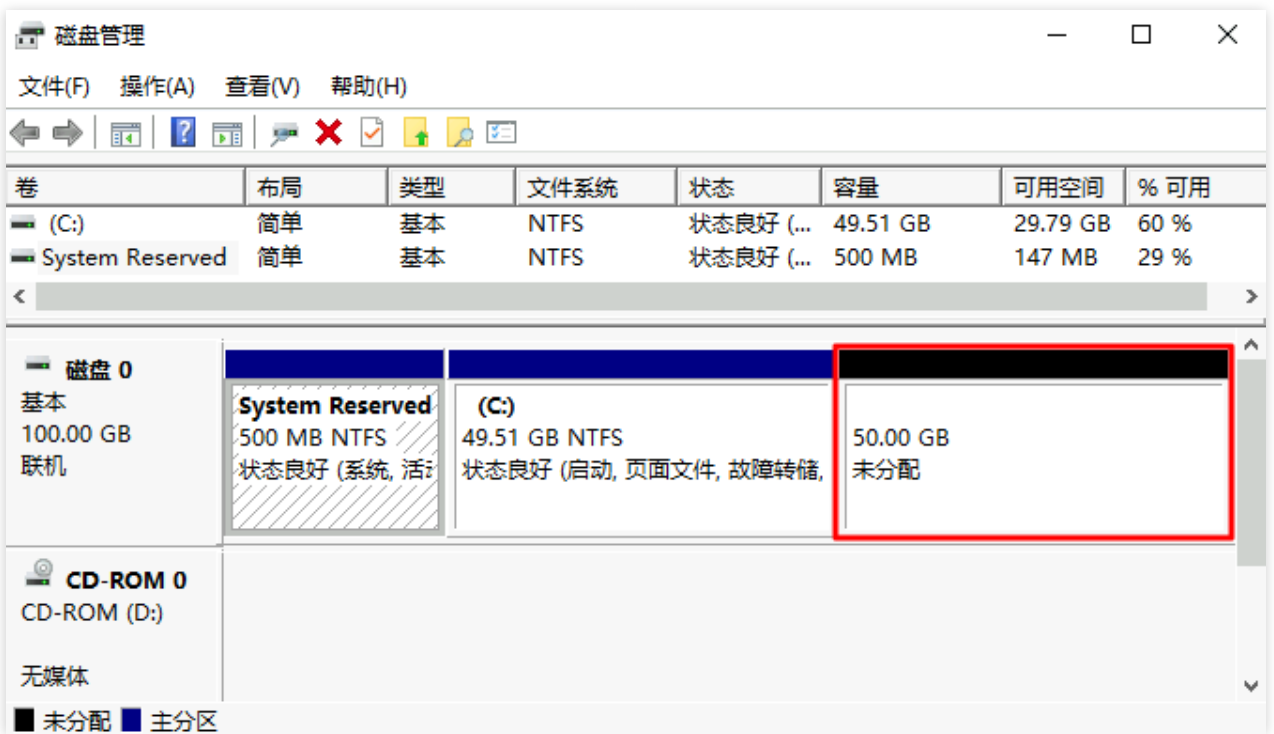 磁盘管理
文件(F) 操作(A) 查看(V) 帮助(H)
卷 布局 类型 文件系统 状态 容量 可用空间 % 可用
(C:) 简单 基本 NTFS 状态良好 (... 49.51 GB 29.79 GB 60 %
System Reserved 简单 基本 NTFS 状态良好 (... 500 MB 147 MB 29 %
磁盘 0
基本
100.00 GB
联机
System Reserved
500 MB NTFS
状态良好 (系统, 活
(C:)
49.51 GB NTFS
状态良好 (启动, 页面文件, 故障转储,
50.00 GB
未分配
CD-ROM 0
CD-ROM (D:)
无媒体
未分配 主分区